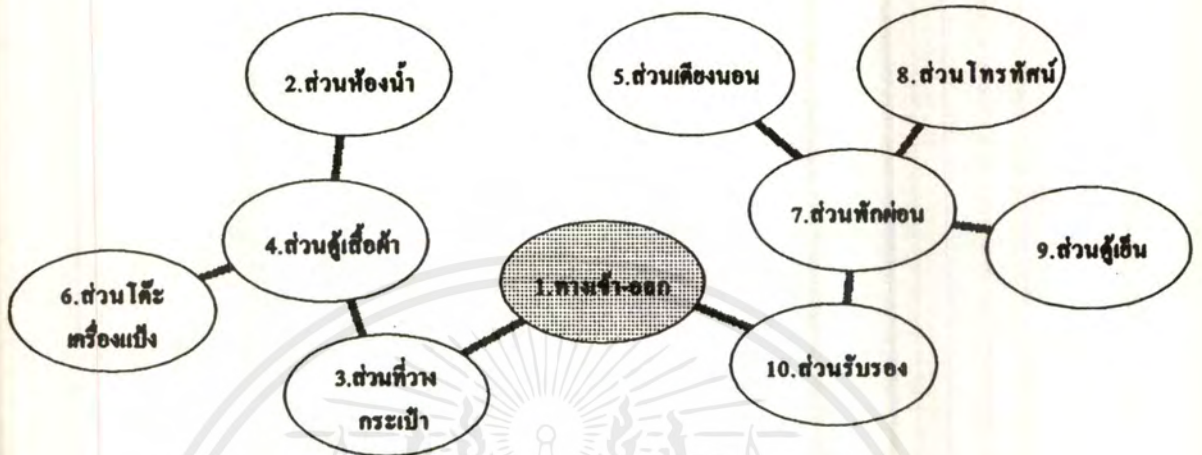 2.ส่วนห้องน้ำ
5.ส่วนเตียงนอน
8.ส่วนโทรทัศน์
4.ส่วนตู้เสื้อผ้า
7.ส่วนพักผ่อน
9.ส่วนตู้เย็น
6.ส่วนโต๊ะ
เครื่องแป้ง
1.ทางเข้า-ออก
3.ส่วนที่วาง
กระเป๋า
10.ส่วนรับรอง